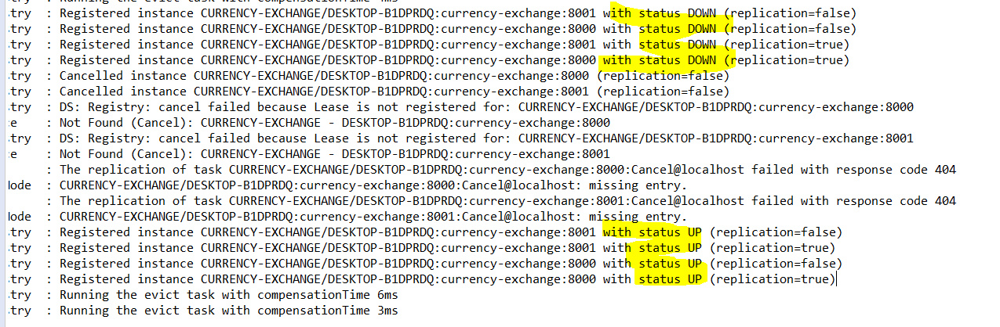 :try : Registered instance CURRENCY-EXCHANGE/DESKTOP-B1DPRDQ:currency-exchange:8001 with status DOWN (replication=false)
:try : Registered instance CURRENCY-EXCHANGE/DESKTOP-B1DPRDQ:currency-exchange:8000 with status DOWN (replication=false)
:try : Registered instance CURRENCY-EXCHANGE/DESKTOP-B1DPRDQ:currency-exchange:8001 with status DOWN (replication=true)
:try : Registered instance CURRENCY-EXCHANGE/DESKTOP-B1DPRDQ:currency-exchange:8000 with status DOWN (replication=true)
:try : Cancelled instance CURRENCY-EXCHANGE/DESKTOP-B1DPRDQ:currency-exchange:8000 (replication=false)
:try : Cancelled instance CURRENCY-EXCHANGE/DESKTOP-B1DPRDQ:currency-exchange:8001 (replication=false)
:try : DS: Registry: cancel failed because Lease is not registered for: CURRENCY-EXCHANGE/DESKTOP-B1DPRDQ:currency-exchange:8000
:e : Not Found (Cancel): CURRENCY-EXCHANGE - DESKTOP-B1DPRDQ:currency-exchange:8000
:try : DS: Registry: cancel failed because Lease is not registered for: CURRENCY-EXCHANGE/DESKTOP-B1DPRDQ:currency-exchange:8001
:e : Not Found (Cancel): CURRENCY-EXCHANGE - DESKTOP-B1DPRDQ:currency-exchange:8001
: The replication of task CURRENCY-EXCHANGE/DESKTOP-B1DPRDQ:currency-exchange:8000:Cancel@localhost failed with response code 404
lode : CURRENCY-EXCHANGE/DESKTOP-B1DPRDQ:currency-exchange:8000:Cancel@localhost: missing entry.
: The replication of task CURRENCY-EXCHANGE/DESKTOP-B1DPRDQ:currency-exchange:8001:Cancel@localhost failed with response code 404
lode : CURRENCY-EXCHANGE/DESKTOP-B1DPRDQ:currency-exchange:8001:Cancel@localhost: missing entry.
:try : Registered instance CURRENCY-EXCHANGE/DESKTOP-B1DPRDQ:currency-exchange:8001 with status UP (replication=false)
:try : Registered instance CURRENCY-EXCHANGE/DESKTOP-B1DPRDQ:currency-exchange:8001 with status UP (replication=true)
:try : Registered instance CURRENCY-EXCHANGE/DESKTOP-B1DPRDQ:currency-exchange:8000 with status UP (replication=false)
:try : Registered instance CURRENCY-EXCHANGE/DESKTOP-B1DPRDQ:currency-exchange:8000 with status UP (replication=true)
:try : Running the evict task with compensationTime 6ms
:try : Running the evict task with compensationTime 3ms